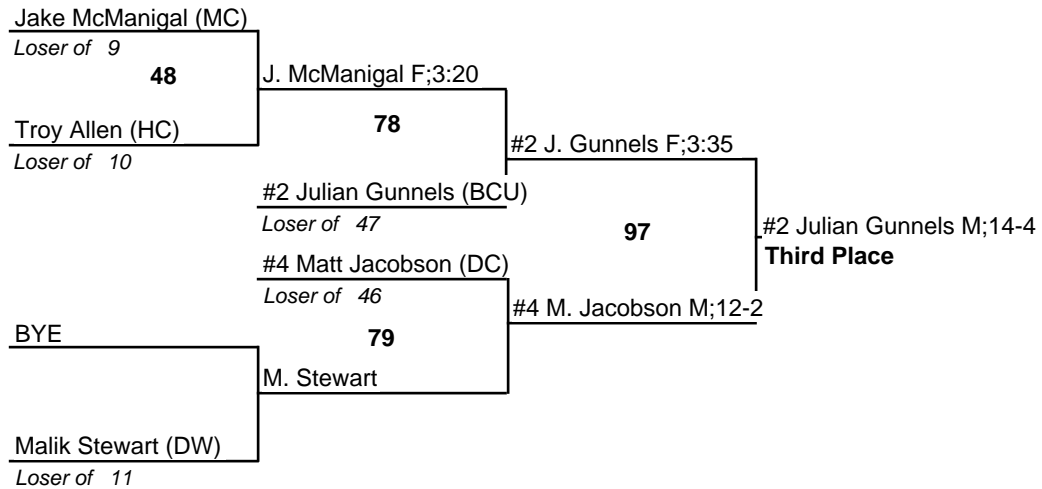 Jake McManigal (MC)
Loser of 9
48
J. McManigal F;3:20
78
Troy Allen (HC)
Loser of 10
#2 J. Gunnels F;3:35
#2 Julian Gunnels (BCU)
Loser of 47
97
#2 Julian Gunnels M;14-4
Third Place
#4 Matt Jacobson (DC)
Loser of 46
#4 M. Jacobson M;12-2
BYE
79
M. Stewart
Malik Stewart (DW)
Loser of 11